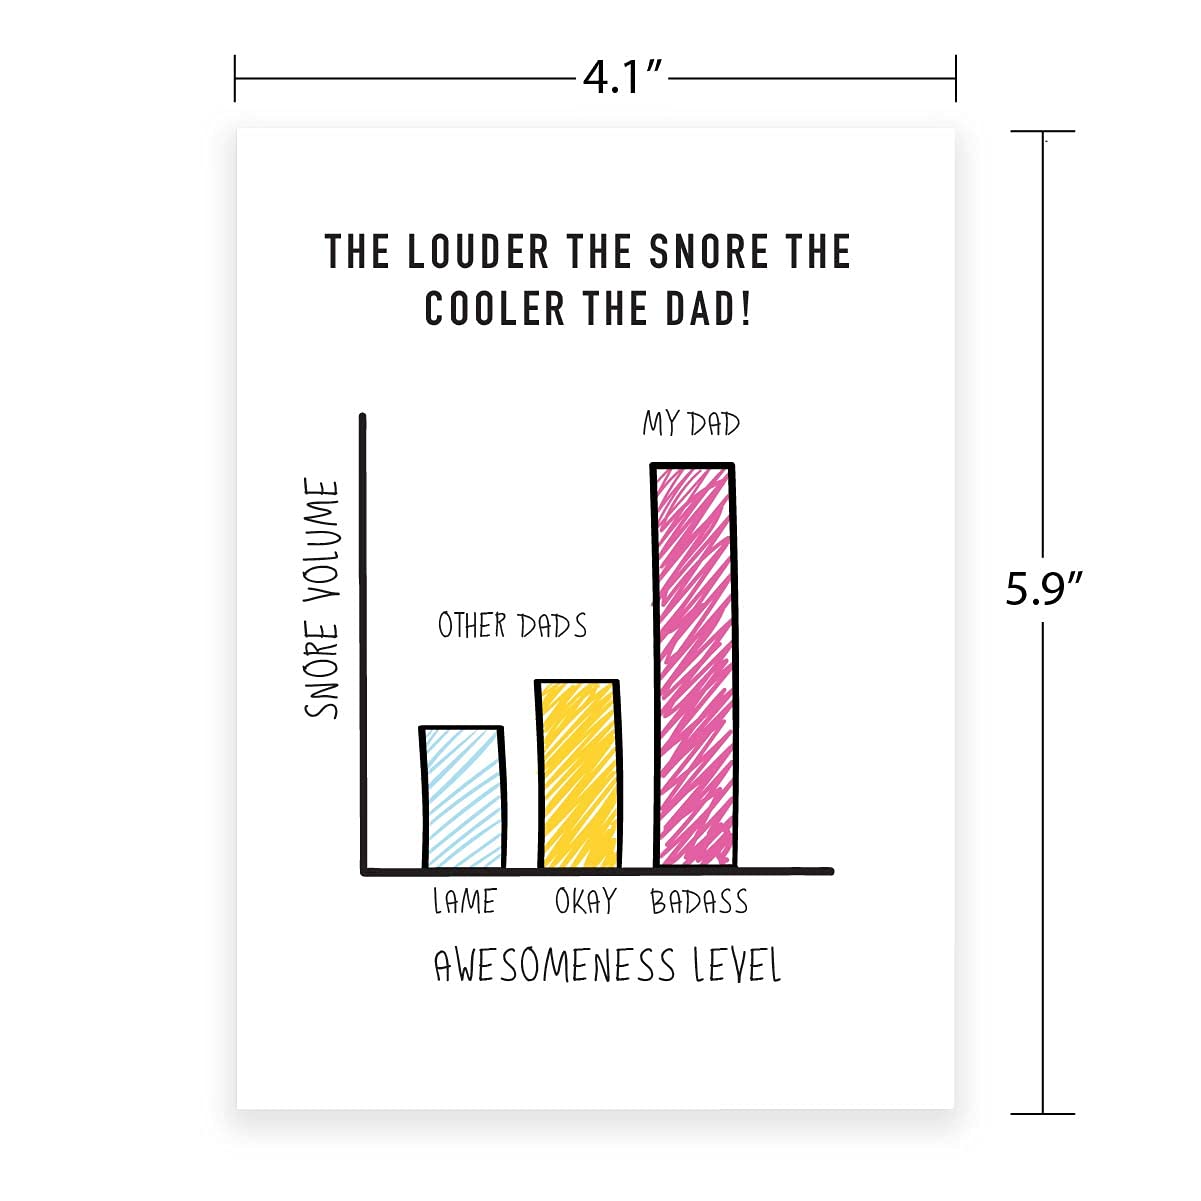 4.1”
THE LOUDER THE SNORE THE
COOLER THE DAD!
MY DAD
SNORE VOLUME
5.9”
OTHER DADS
LAME OKAY BADASS
AWESOMENESS LEVEL